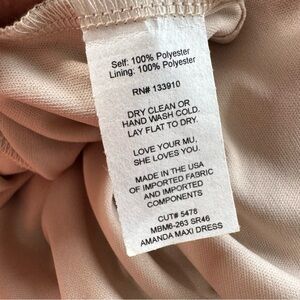 Self: 100% Polyester
Lining: 100% Polyester
RN# 133910
DRY CLEAN OR
HAND WASH COLD.
LAY FLAT TO DRY.
LOVE YOUR MU.
SHE LOVES YOU.
MADE IN THE USA
OF IMPORTED FABRIC
AND IMPORTED
COMPONENTS
CUT# 5478
MBM6-263 SR46
AMANDA MAXI DRESS